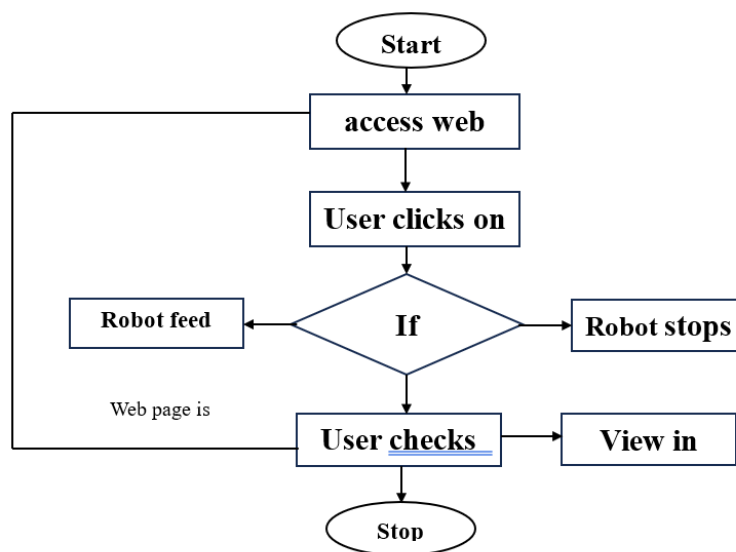 Start
access web
User clicks on
Robot feed
If
Robot stops
Web page is
User checks
View in
Stop